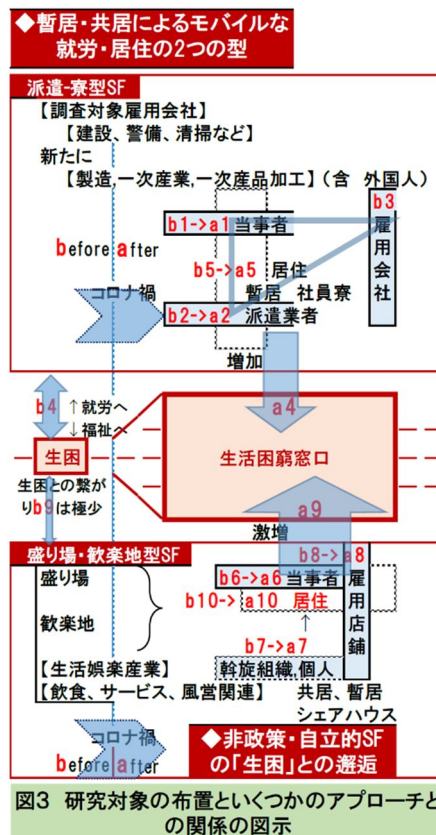 ◆暫居・共居によるモバイルな
就労・居住の2つの型
派遣-寮型SF
【調査対象雇用会社】
【建設、警備、清掃など】
新たに
【製造,一次産業,一次産品加工】(含 外国人)
b3
雇用会社
b1->a1 当事者
before after
b5->a5 居住
コロナ禍
暫居 社員寮
b2->a2 派遣業者
増加
b4 ↑就労へ
↓福祉へ
a4
生困
生活困窮窓口
生困との繋が
りb9は極少
a9
激増
盛り場・歓楽地型SF
b8->a8
盛り場
b6->a6 当事者
雇用店舗
b10-> a10 居住
歓楽地
↑
b7->a7
【生活娯楽産業】
斡旋組織,個人
【飲食、サービス、風営関連】
共居、暫居
シェアハウス
コロナ禍
before after
◆非政策・自立的SF
の「生困」との邂逅
図3 研究対象の布置といくつかのアプローチと
の関係の図示